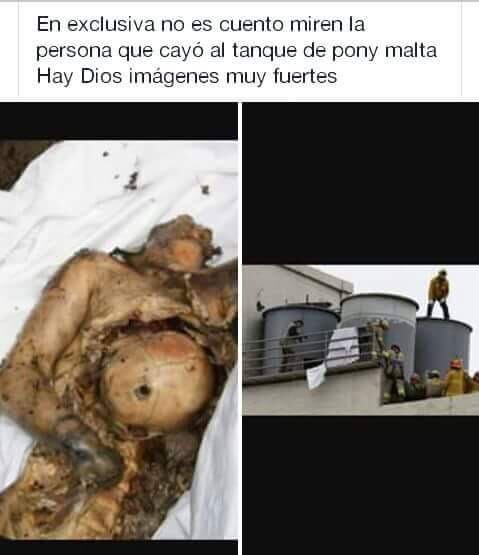 En exclusiva no es cuento miren la
persona que cayó al tanque de pony malta
Hay Dios imágenes muy fuertes